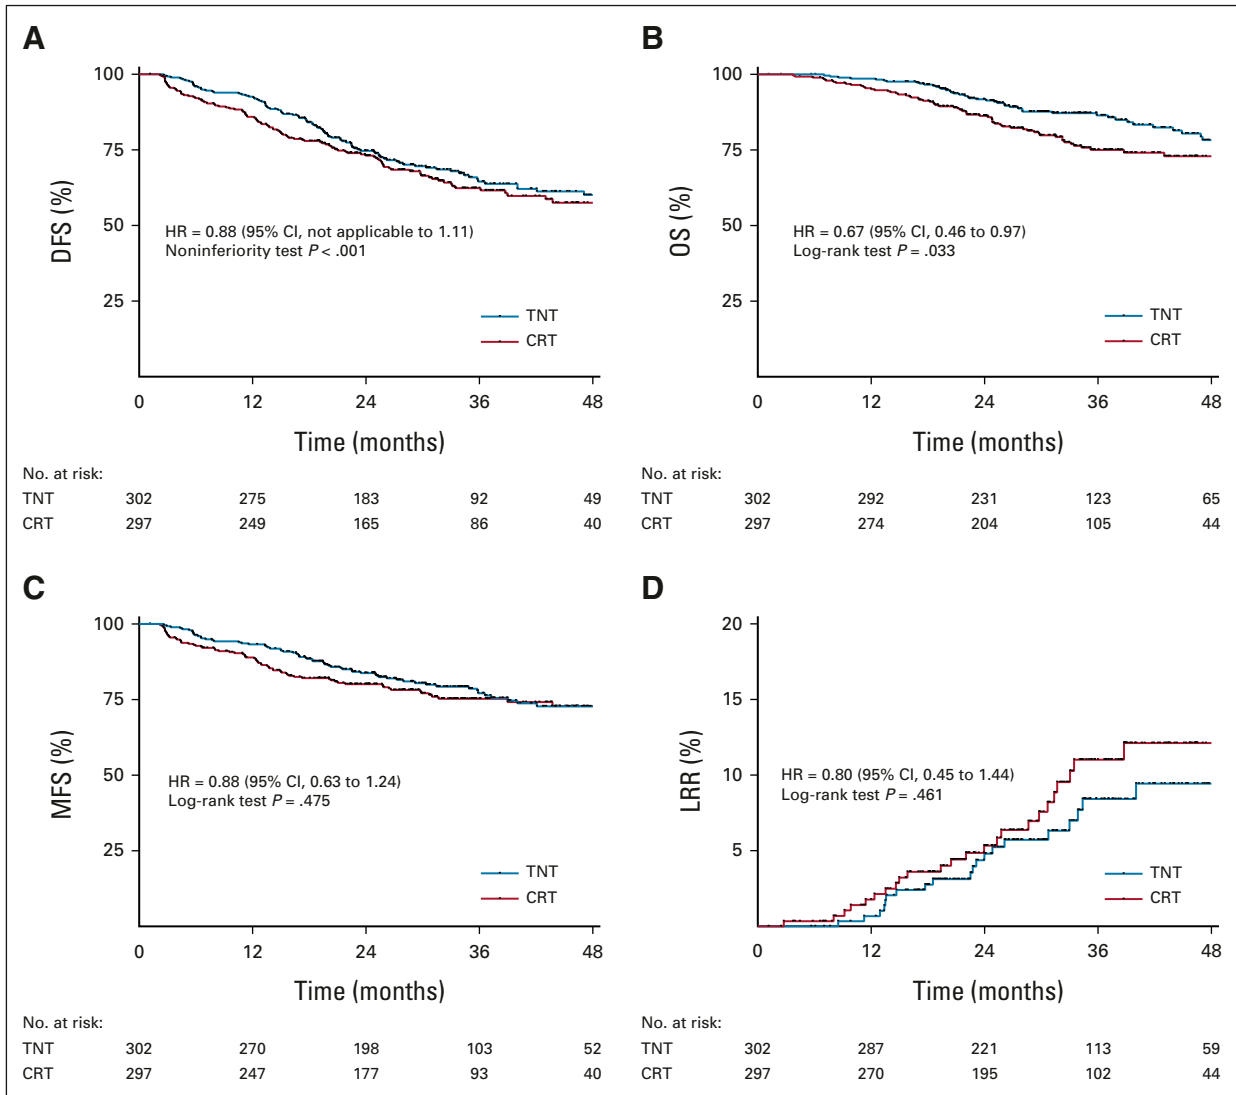 A
100
75
50
25
DFS (%)
HR = 0.88 (95% CI, not applicable to 1.11)
Noninferiority test P < .001
TNT
CRT
0 12 24 36 48
Time (months)
No. at risk:
TNT 302 275 183 92 49
CRT 297 249 165 86 40
B
100
75
50
25
OS (%)
HR = 0.67 (95% CI, 0.46 to 0.97)
Log-rank test P = .033
TNT
CRT
0 12 24 36 48
Time (months)
No. at risk:
TNT 302 292 231 123 65
CRT 297 274 204 105 44
C
100
75
50
25
MFS (%)
HR = 0.88 (95% CI, 0.63 to 1.24)
Log-rank test P = .475
TNT
CRT
0 12 24 36 48
Time (months)
No. at risk:
TNT 302 270 198 103 52
CRT 297 247 177 93 40
D
20
15
10
5
LRR (%)
HR = 0.80 (95% CI, 0.45 to 1.44)
Log-rank test P = .461
TNT
CRT
0 12 24 36 48
Time (months)
No. at risk:
TNT 302 287 221 113 59
CRT 297 270 195 102 44